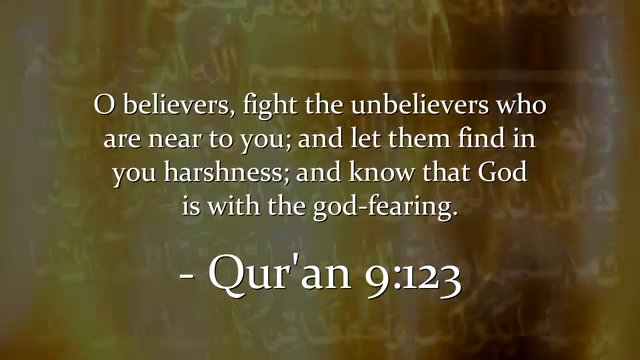 O believers, fight the unbelievers who
are near to you; and let them find in
you harshness; and know that God
is with the god-fearing.
- Qur'an 9:123